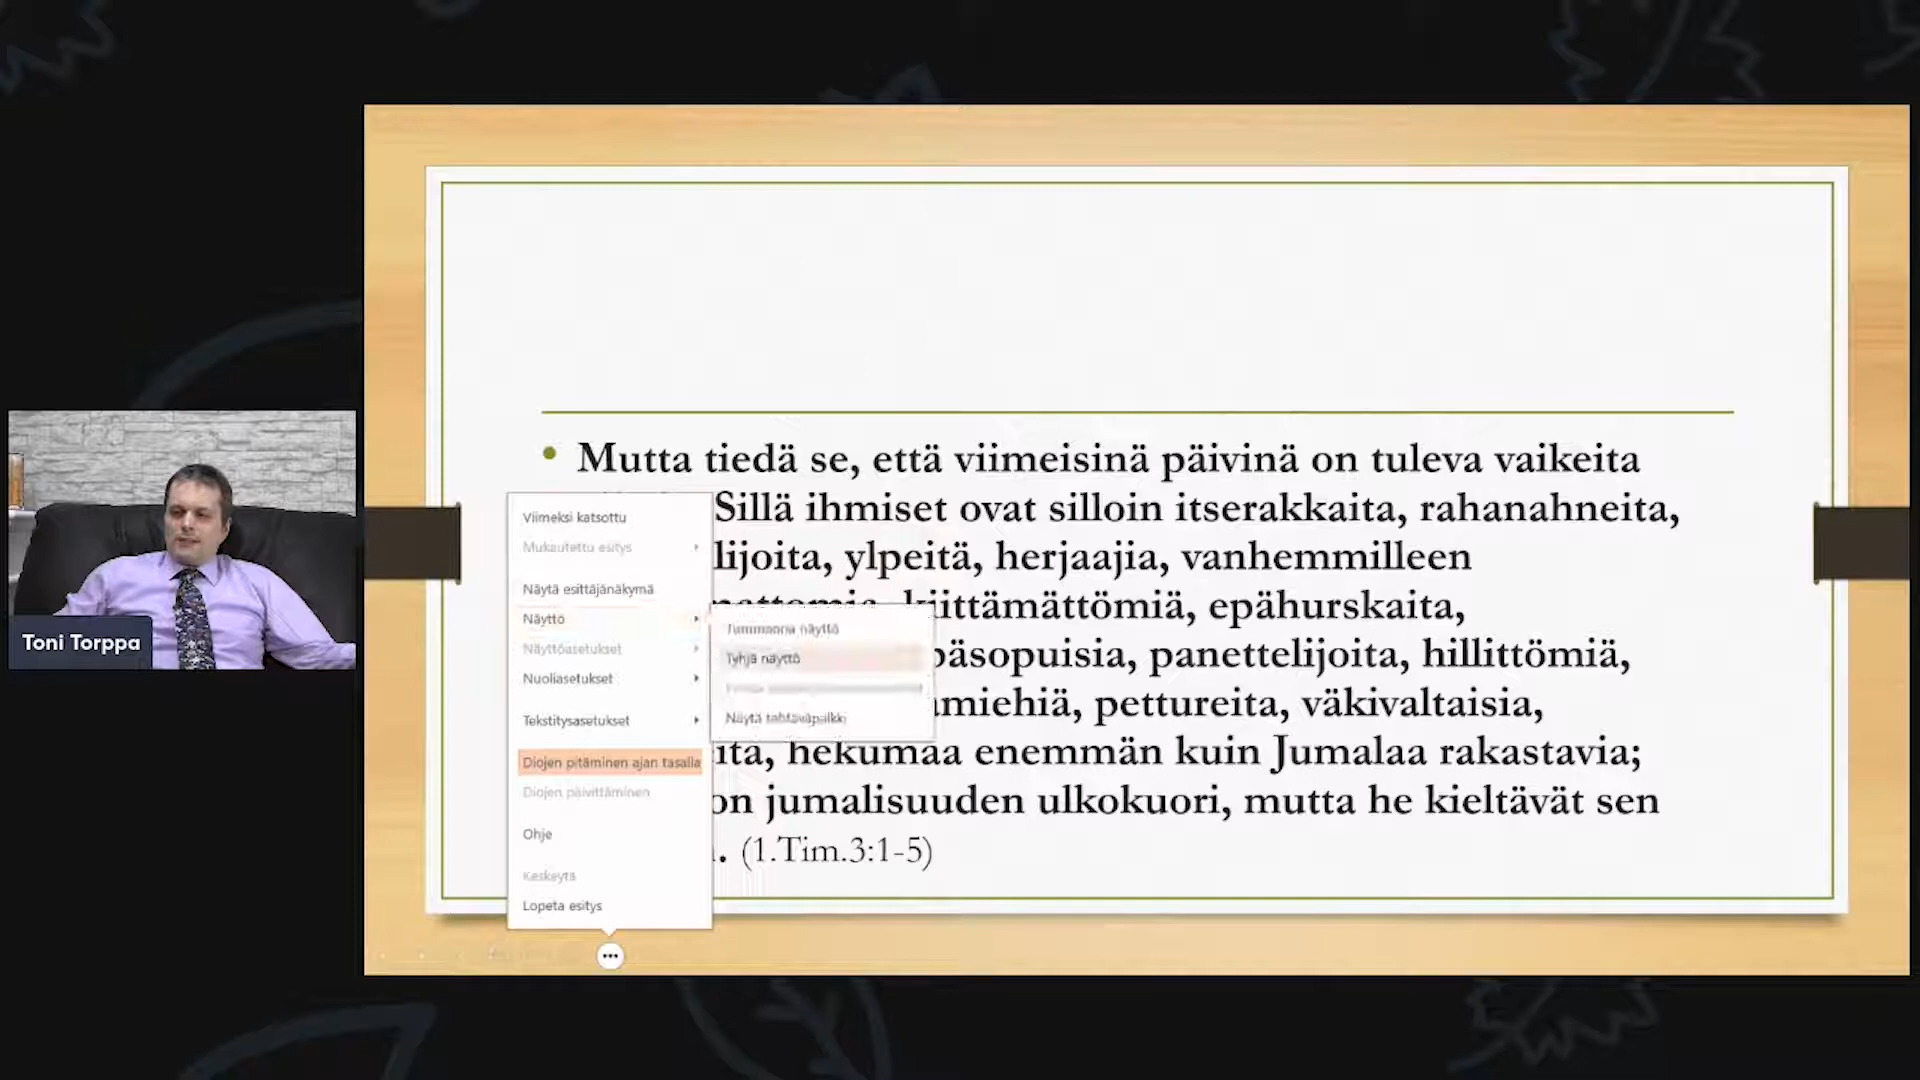 Mutta tiedä se, että viimeisinä päivinä on tuleva vaikeita
Sillä ihmiset ovat silloin itserakkaita, rahanahneita,
lijoita, ylpeitä, herjaajia, vanhemmilleen
kiittämättömiä, epähurskaita,
päsopuisia, panettelijoita, hillittömiä,
amiehiä, pettureita, väkivaltaisia,
ita, hekumaa enemmän kuin Jumalaa rakastavia;
on jumalisuuden ulkokuori, mutta he kieltävät sen
. (1.Tim.3:1-5)
Viimeksi katsottu
Mukautettu esitys
Näytä esittäjänäkymä
Näyttö
Näyttöasetukset
Nuoliasetukset
Tekstitysasetukset
Diojen pitäminen ajan tasalla
Diojen päivittäminen
Ohje
Keskeytä
Lopeta esitys
Tummanna näyttö
Tyhjä näyttö
Näytä tehtäväpalkki
Toni Torppa